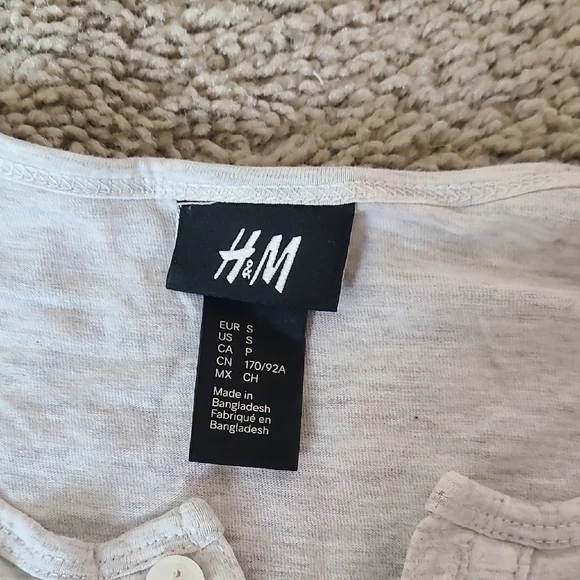 H&M
EUR S
US S
CA P
CN 170/92A
MX CH
Made in
Bangladesh
Fabriqué en
Bangladesh